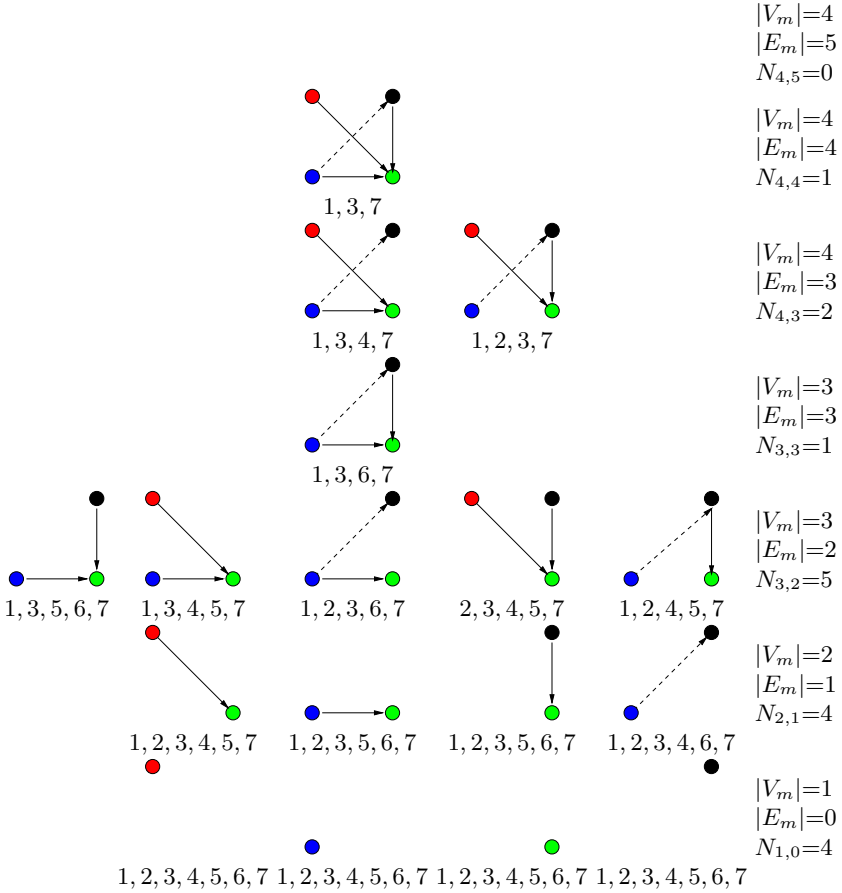 |V_m|=4
|E_m|=5
N_{4,5}=0
|V_m|=4
|E_m|=4
N_{4,4}=1
1, 3, 7
|V_m|=4
|E_m|=3
N_{4,3}=2
1, 3, 4, 7
1, 2, 3, 7
|V_m|=3
|E_m|=3
N_{3,3}=1
1, 3, 6, 7
|V_m|=3
|E_m|=2
N_{3,2}=5
1, 3, 5, 6, 7
1, 3, 4, 5, 7
1, 2, 3, 6, 7
2, 3, 4, 5, 7
1, 2, 4, 5, 7
|V_m|=2
|E_m|=1
N_{2,1}=4
1, 2, 3, 4, 5, 7
1, 2, 3, 5, 6, 7
1, 2, 3, 5, 6, 7
1, 2, 3, 4, 6, 7
|V_m|=1
|E_m|=0
N_{1,0}=4
1, 2, 3, 4, 5, 6, 7
1, 2, 3, 4, 5, 6, 7
1, 2, 3, 4, 5, 6, 7
1, 2, 3, 4, 5, 6, 7